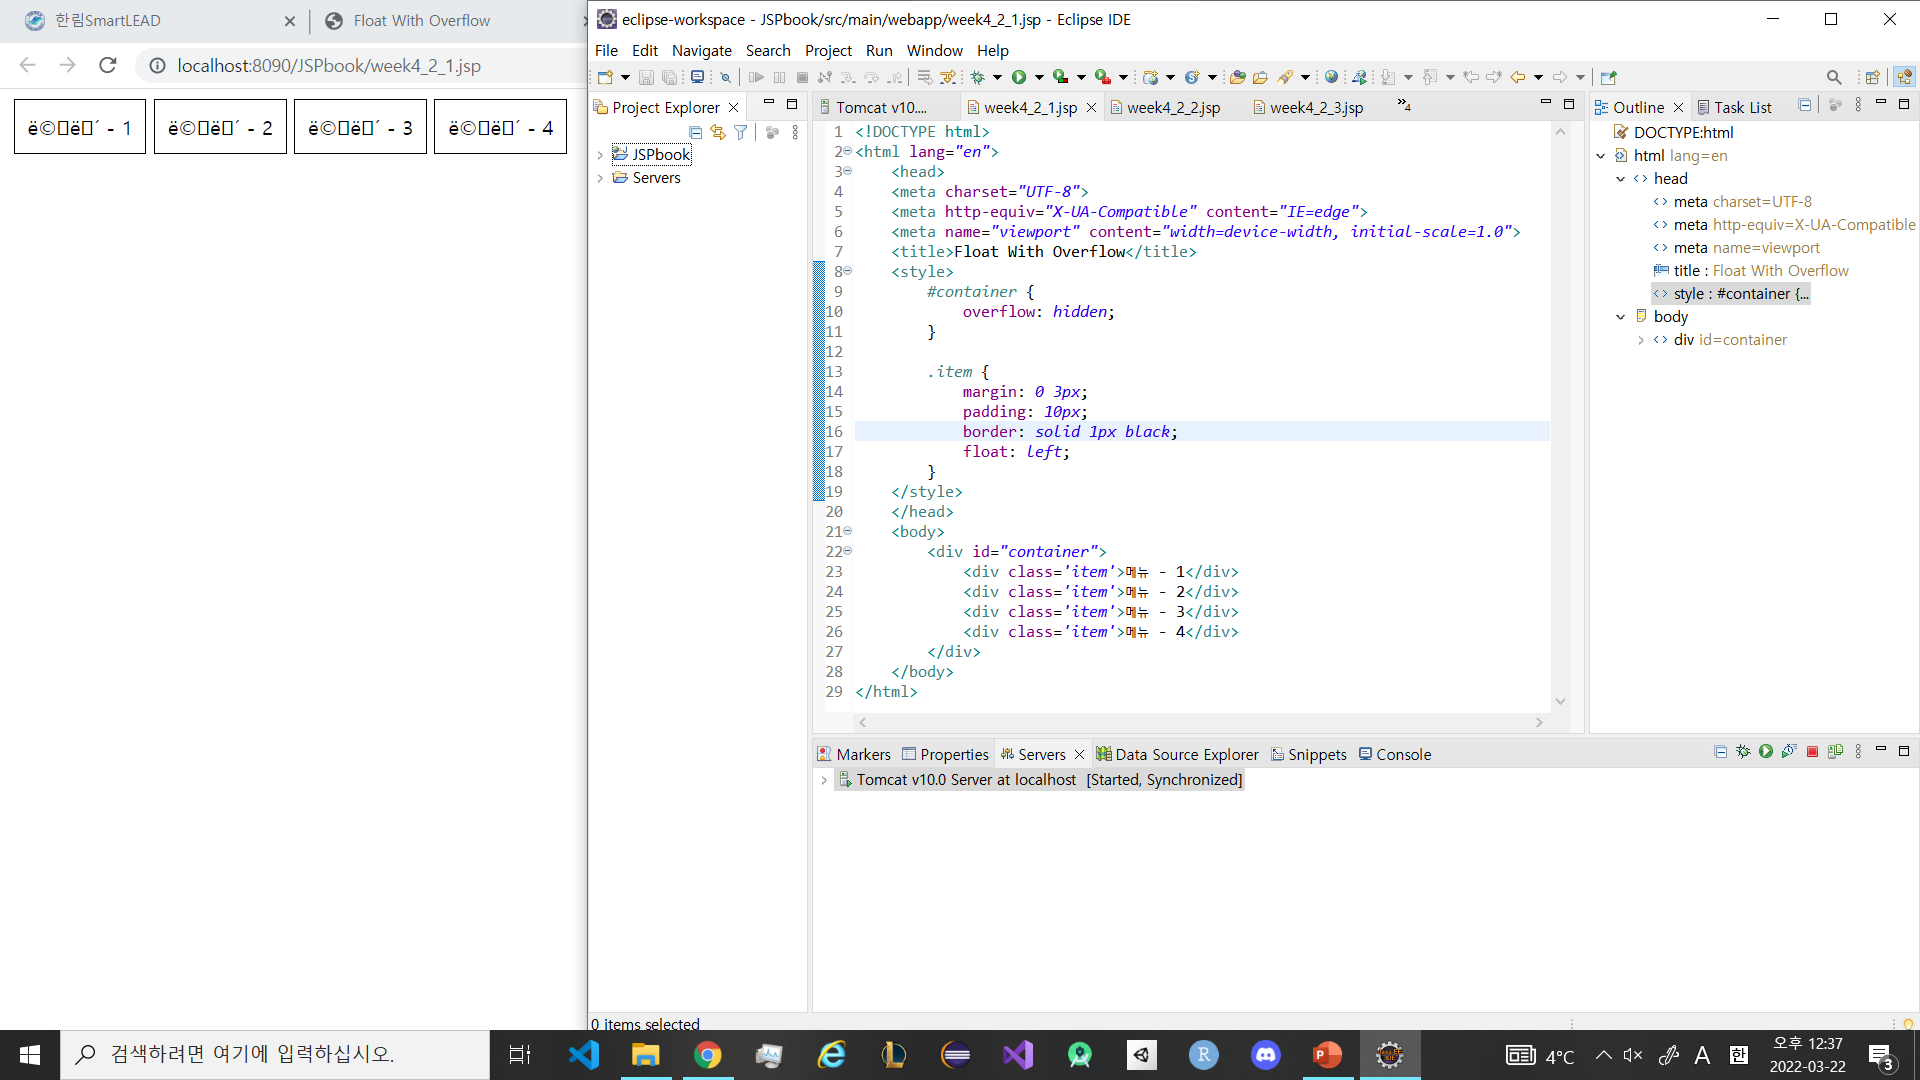 한림SmartLEAD
Float With Overflow
localhost:8090/JSPbook/week4_2_1.jsp
- 1
- 2
- 3
- 4
eclipse-workspace - JSPbook/src/main/webapp/week4_2_1.jsp - Eclipse IDE
File Edit Navigate Search Project Run Window Help
Project Explorer
JSPbook
Servers
Tomcat v10....
week4_2_1.jsp
week4_2_2.jsp
week4_2_3.jsp
»4
1 <!DOCTYPE html>
2 <html lang="en">
3 <head>
4 <meta charset="UTF-8">
5 <meta http-equiv="X-UA-Compatible" content="IE=edge">
6 <meta name="viewport" content="width=device-width, initial-scale=1.0">
7 <title>Float With Overflow</title>
8 <style>
9 #container {
10 overflow: hidden;
11 }
12
13 .item {
14 margin: 0 3px;
15 padding: 10px;
16 border: solid 1px black;
17 float: left;
18 }
19 </style>
20 </head>
21 <body>
22 <div id="container">
23 <div class='item'>메뉴 - 1</div>
24 <div class='item'>메뉴 - 2</div>
25 <div class='item'>메뉴 - 3</div>
26 <div class='item'>메뉴 - 4</div>
27 </div>
28 </body>
29 </html>
Outline
Task List
DOCTYPE:html
html lang=en
head
meta charset=UTF-8
meta http-equiv=X-UA-Compatible
meta name=viewport
title : Float With Overflow
style : #container {...
body
div id=container
Markers
Properties
Servers
Data Source Explorer
Snippets
Console
Tomcat v10.0 Server at localhost [Started, Synchronized]
0 items selected
검색하려면 여기에 입력하십시오.
4°C
A
한
오후 12:37
2022-03-22
3